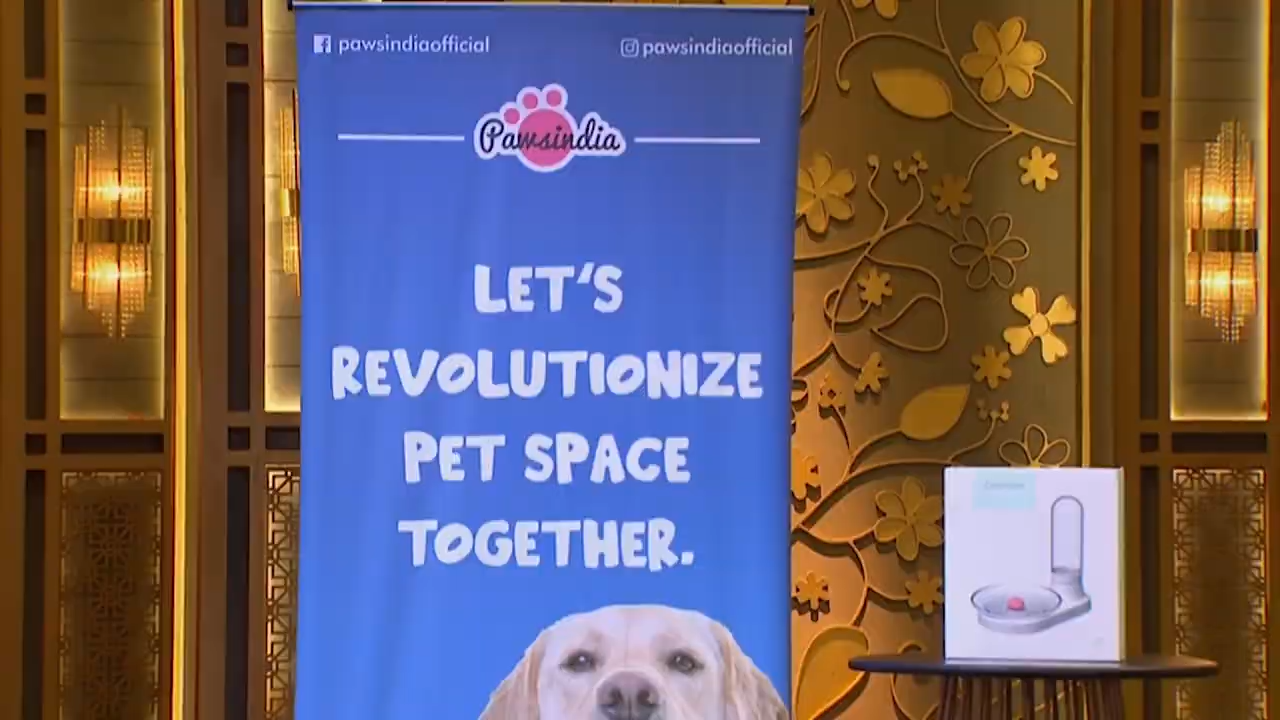 pawsindiaofficial
pawsindiaofficial
Pawsindia
LET'S
REVOLUTIONIZE
PET SPACE
TOGETHER.